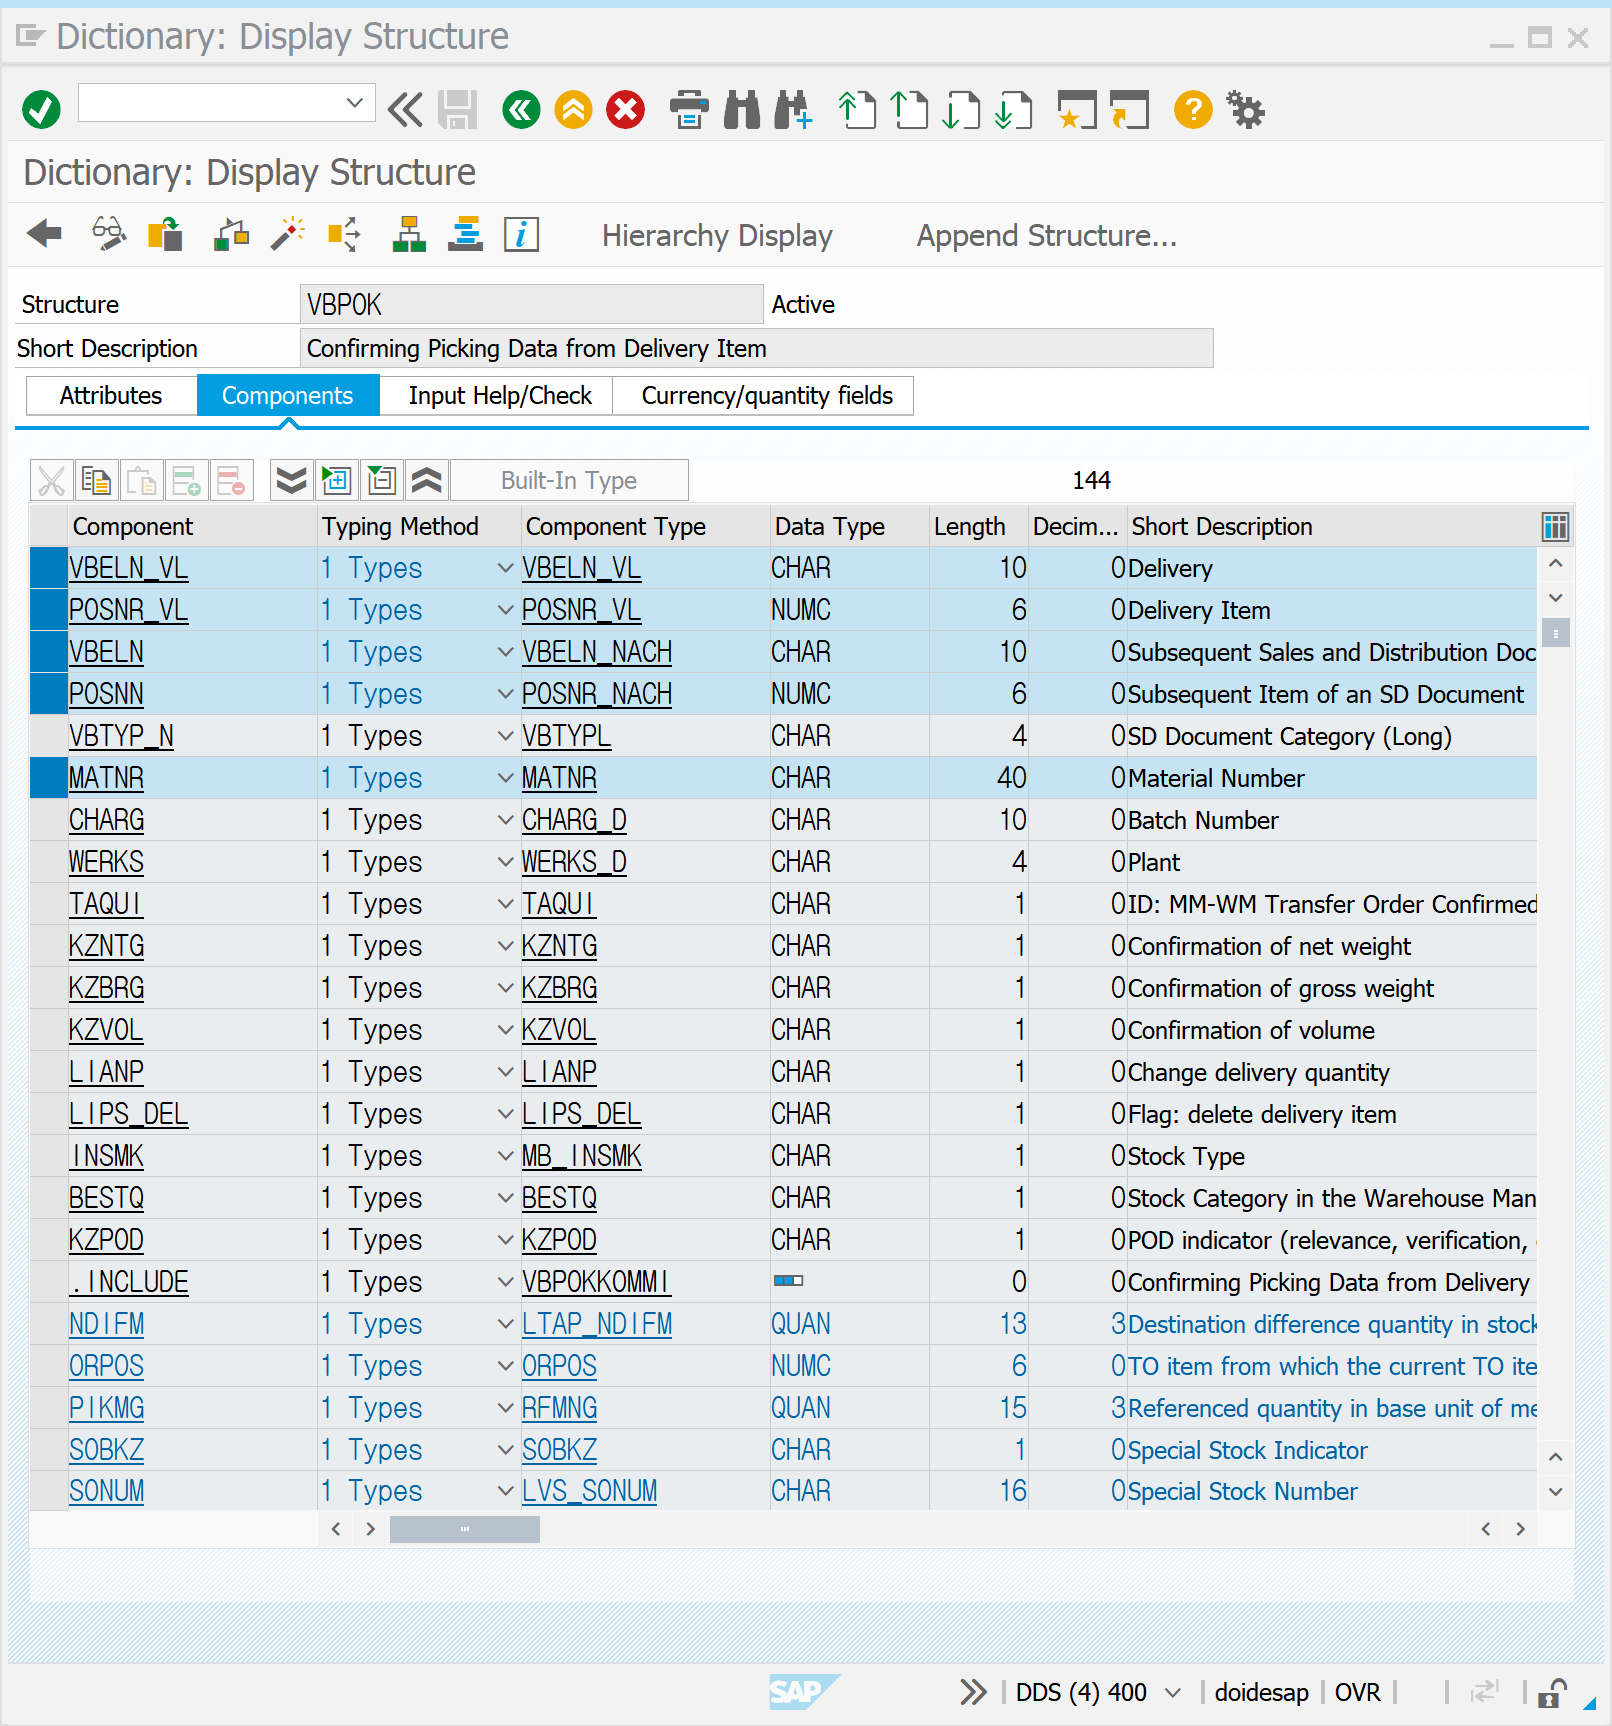 Dictionary: Display Structure
Dictionary: Display Structure
Hierarchy Display Append Structure...
Structure VBPOK Active
Short Description Confirming Picking Data from Delivery Item
Attributes Components Input Help/Check Currency/quantity fields
Built-In Type 144
Component Typing Method Component Type Data Type Length Decim... Short Description
VBELN_VL 1 Types VBELN_VL CHAR 10 0 Delivery
POSNR_VL 1 Types POSNR_VL NUMC 6 0 Delivery Item
VBELN 1 Types VBELN_NACH CHAR 10 0 Subsequent Sales and Distribution Doc
POSNN 1 Types POSNR_NACH NUMC 6 0 Subsequent Item of an SD Document
VBTYP_N 1 Types VBTYPL CHAR 4 0 SD Document Category (Long)
MATNR 1 Types MATNR CHAR 40 0 Material Number
CHARG 1 Types CHARG_D CHAR 10 0 Batch Number
WERKS 1 Types WERKS_D CHAR 4 0 Plant
TAQUI 1 Types TAQUI CHAR 1 0 ID: MM-WM Transfer Order Confirmed
KZNTG 1 Types KZNTG CHAR 1 0 Confirmation of net weight
KZBRG 1 Types KZBRG CHAR 1 0 Confirmation of gross weight
KZVOL 1 Types KZVOL CHAR 1 0 Confirmation of volume
LIANP 1 Types LIANP CHAR 1 0 Change delivery quantity
LIPS_DEL 1 Types LIPS_DEL CHAR 1 0 Flag: delete delivery item
INSMK 1 Types MB_INSMK CHAR 1 0 Stock Type
BESTQ 1 Types BESTQ CHAR 1 0 Stock Category in the Warehouse Man
KZPOD 1 Types KZPOD CHAR 1 0 POD indicator (relevance, verification,
.INCLUDE 1 Types VBPOKKOMMI 0 0 Confirming Picking Data from Delivery
NDIFM 1 Types LTAP_NDIFM QUAN 13 3 Destination difference quantity in stock
ORPOS 1 Types ORPOS NUMC 6 0 TO item from which the current TO ite
PIKMG 1 Types RFMNG QUAN 15 3 Referenced quantity in base unit of me
SOBKZ 1 Types SOBKZ CHAR 1 0 Special Stock Indicator
SONUM 1 Types LVS_SONUM CHAR 16 0 Special Stock Number
SAP DDS (4) 400 doidesap OVR